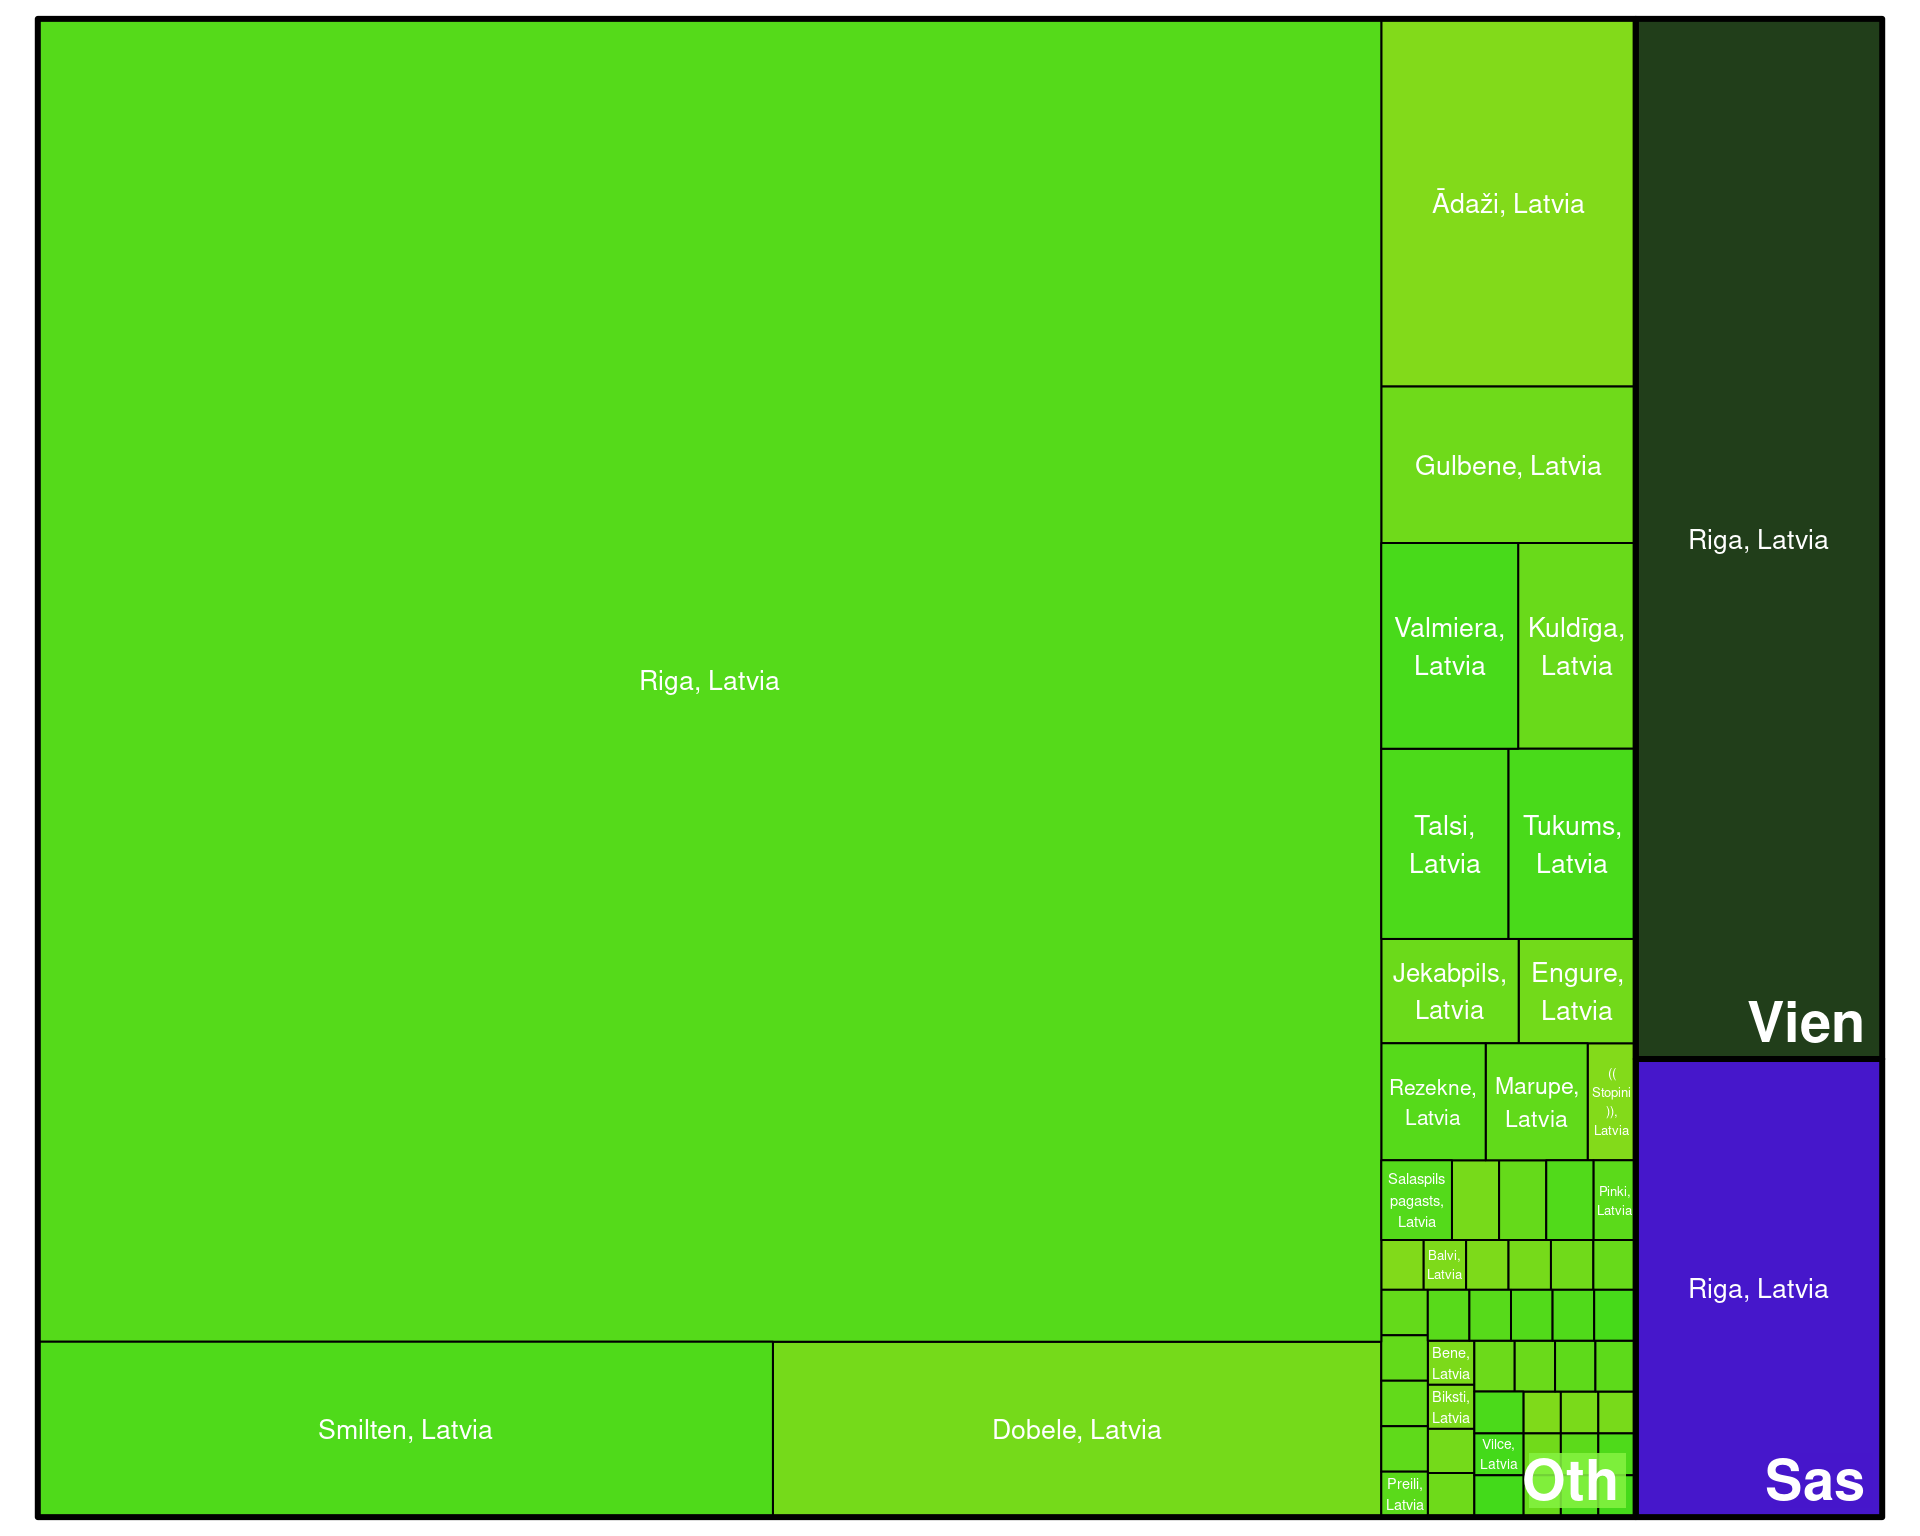 Riga, Latvia
Smilten, Latvia
Dobele, Latvia
Ādaži, Latvia
Gulbene, Latvia
Valmiera,
Latvia
Kuldīga,
Latvia
Talsi,
Latvia
Tukums,
Latvia
Jekabpils,
Latvia
Engure,
Latvia
Rezekne,
Latvia
Marupe,
Latvia
((
Stopini
)),
Latvia
Salaspils
pagasts,
Latvia
Pinki,
Latvia
Balvi,
Latvia
Bene,
Latvia
Biksti,
Latvia
Vilce,
Latvia
Preili,
Latvia
Oth
Riga, Latvia
Vien
Riga, Latvia
Sas